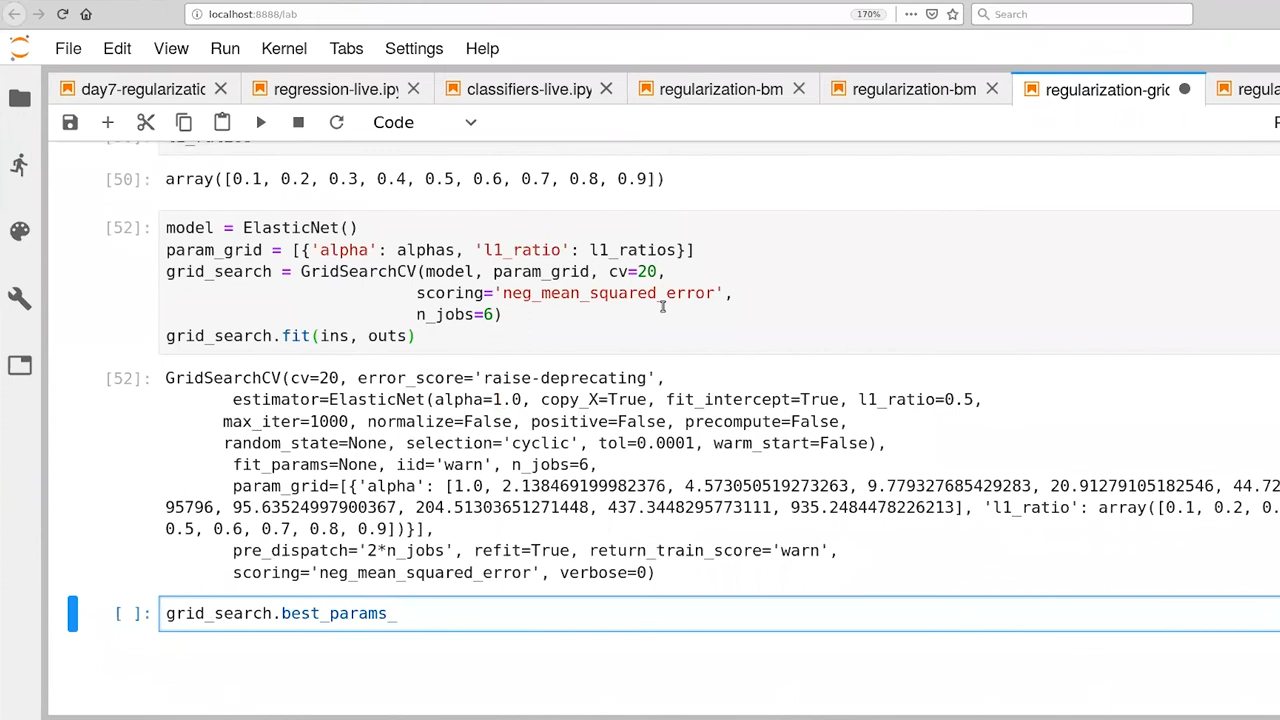 localhost:8888/lab
170%
Search
File Edit View Run Kernel Tabs Settings Help
day7-regularizatic regression-live.ipy classifiers-live.ipy regularization-bm regularization-bm regularization-gric regula
Code
[50]: array([0.1, 0.2, 0.3, 0.4, 0.5, 0.6, 0.7, 0.8, 0.9])
[52]: model = ElasticNet()
param_grid = [{'alpha': alphas, 'l1_ratio': l1_ratios}]
grid_search = GridSearchCV(model, param_grid, cv=20,
scoring='neg_mean_squared_error',
n_jobs=6)
grid_search.fit(ins, outs)
[52]: GridSearchCV(cv=20, error_score='raise-deprecating',
estimator=ElasticNet(alpha=1.0, copy_X=True, fit_intercept=True, l1_ratio=0.5,
max_iter=1000, normalize=False, positive=False, precompute=False,
random_state=None, selection='cyclic', tol=0.0001, warm_start=False),
fit_params=None, iid='warn', n_jobs=6,
param_grid=[{'alpha': [1.0, 2.138469199982376, 4.573050519273263, 9.779327685429283, 20.91279105182546, 44.72
95796, 95.63524997900367, 204.51303651271448, 437.3448295773111, 935.2484478226213], 'l1_ratio': array([0.1, 0.2, 0.
0.5, 0.6, 0.7, 0.8, 0.9])}],
pre_dispatch='2*n_jobs', refit=True, return_train_score='warn',
scoring='neg_mean_squared_error', verbose=0)
[ ]: grid_search.best_params_